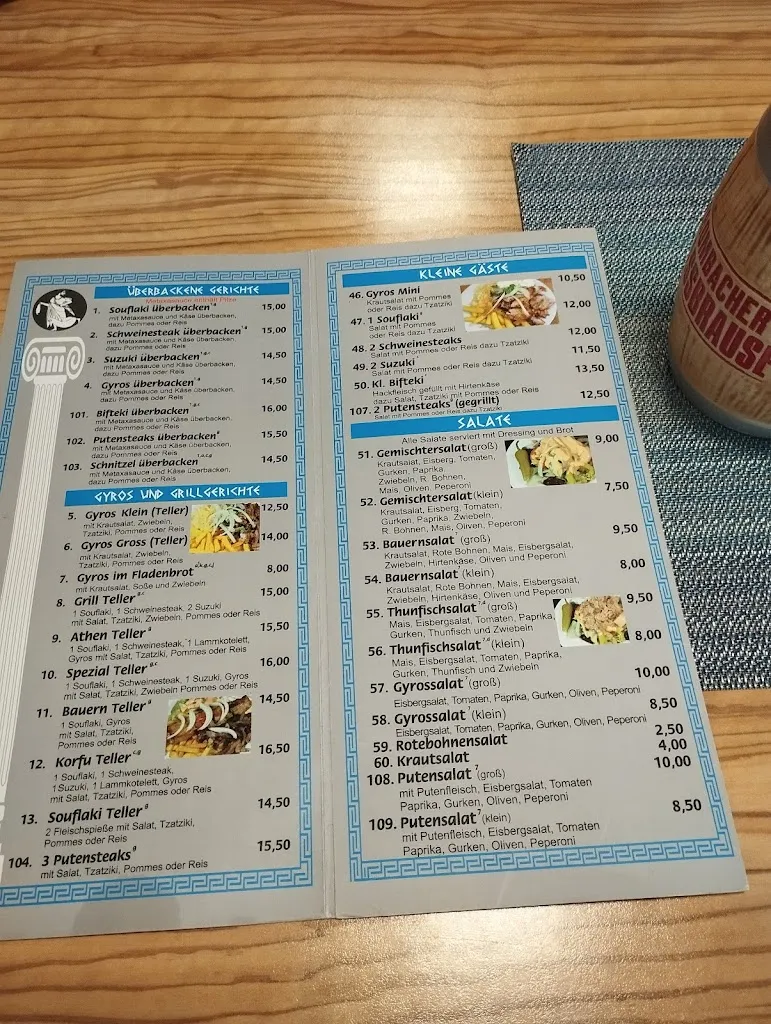 ÜBERBACKENE GERICHTE
Metaxasauce enthält Pilze
1. Souflaki überbacken 15,00
mit Metaxasauce und Käse überbacken,
dazu Pommes oder Reis
2. Schweinesteak überbacken 15,00
mit Metaxasauce und Käse überbacken,
dazu Pommes oder Reis
3. Suzuki überbacken 14,50
mit Metaxasauce und Käse überbacken,
dazu Pommes oder Reis
4. Gyros überbacken 14,50
mit Metaxasauce und Käse überbacken,
dazu Pommes oder Reis
101. Bifteki überbacken 16,00
mit Metaxasauce und Käse überbacken,
dazu Pommes oder Reis
102. Putensteaks überbacken 15,50
mit Metaxasauce und Käse überbacken,
dazu Pommes oder Reis
103. Schnitzel überbacken 14,50
mit Metaxasauce und Käse überbacken,
dazu Pommes oder Reis
GYROS UND GRILLGERICHTE
5. Gyros Klein (Teller) 12,50
mit Krautsalat, Zwiebeln,
Tzatziki, Pommes oder Reis
6. Gyros Gross (Teller) 14,00
mit Krautsalat, Zwiebeln,
Tzatziki, Pommes oder Reis
7. Gyros im Fladenbrot 8,00
mit Krautsalat, Soße und Zwiebeln
8. Grill Teller 15,00
1 Souflaki, 1 Schweinesteak, 2 Suzuki
mit Salat, Tzatziki, Zwiebeln, Pommes oder Reis
9. Athen Teller 15,50
1 Souflaki, 1 Schweinesteak, 1 Lammkotelett,
Gyros mit Salat, Tzatziki, Pommes oder Reis
10. Spezial Teller 16,00
1 Souflaki, 1 Schweinesteak, 1 Suzuki, Gyros
mit Salat, Tzatziki, Zwiebeln Pommes oder Reis
11. Bauern Teller 14,50
1 Souflaki, Gyros
mit Salat, Tzatziki,
Pommes oder Reis
12. Korfu Teller 16,50
1 Souflaki, 1 Schweinesteak,
1 Suzuki, 1 Lammkotelett, Gyros
mit Salat, Tzatziki, Pommes oder Reis
13. Souflaki Teller 14,50
2 Fleischspieße mit Salat, Tzatziki,
Pommes oder Reis
104. 3 Putensteaks 15,50
mit Salat, Tzatziki, Pommes oder Reis
KLEINE GÄSTE
46. Gyros Mini 10,50
Krautsalat mit Pommes
oder Reis dazu Tzatziki
47. 1 Souflaki 12,00
Salat mit Pommes
oder Reis dazu Tzatziki
48. 2 Schweinesteaks 12,00
Salat mit Pommes oder Reis dazu Tzatziki
49. 2 Suzuki 11,50
Salat mit Pommes oder Reis dazu Tzatziki
50. Kl. Bifteki 13,50
Hackfleisch gefüllt mit Hirtenkäse
dazu Salat, Tzatziki mit Pommes oder Reis
107. 2 Putensteaks (gegrillt) 12,50
Salat mit Pommes oder Reis dazu Tzatziki
SALATE
Alle Salate serviert mit Dressing und Brot
51. Gemischtersalat (groß) 9,00
Krautsalat, Eisberg, Tomaten,
Gurken, Paprika,
Zwiebeln, R. Bohnen,
Mais, Oliven, Peperoni
52. Gemischtersalat (klein) 7,50
Krautsalat, Eisberg, Tomaten,
Gurken, Paprika, Zwiebeln,
R. Bohnen, Mais, Oliven, Peperoni
53. Bauernsalat (groß) 9,50
Krautsalat, Rote Bohnen, Mais, Eisbergsalat,
Zwiebeln, Hirtenkäse, Oliven und Peperoni
54. Bauernsalat (klein) 8,00
Krautsalat, Rote Bohnen, Mais, Eisbergsalat,
Zwiebeln, Hirtenkäse, Oliven und Peperoni
55. Thunfischsalat (groß) 9,50
Mais, Eisbergsalat, Tomaten, Paprika,
Gurken, Thunfisch und Zwiebeln
56. Thunfischsalat (klein) 8,00
Mais, Eisbergsalat, Tomaten, Paprika,
Gurken, Thunfisch und Zwiebeln
57. Gyrossalat (groß) 10,00
Eisbergsalat, Tomaten, Paprika, Gurken, Oliven, Peperoni
58. Gyrossalat (klein) 8,50
Eisbergsalat, Tomaten, Paprika, Gurken, Oliven, Peperoni
59. Rotebohnensalat 2,50
60. Krautsalat 4,00
108. Putensalat (groß) 10,00
mit Putenfleisch, Eisbergsalat, Tomaten
Paprika, Gurken, Oliven, Peperoni
109. Putensalat (klein) 8,50
mit Putenfleisch, Eisbergsalat, Tomaten
Paprika, Gurken, Oliven, Peperoni